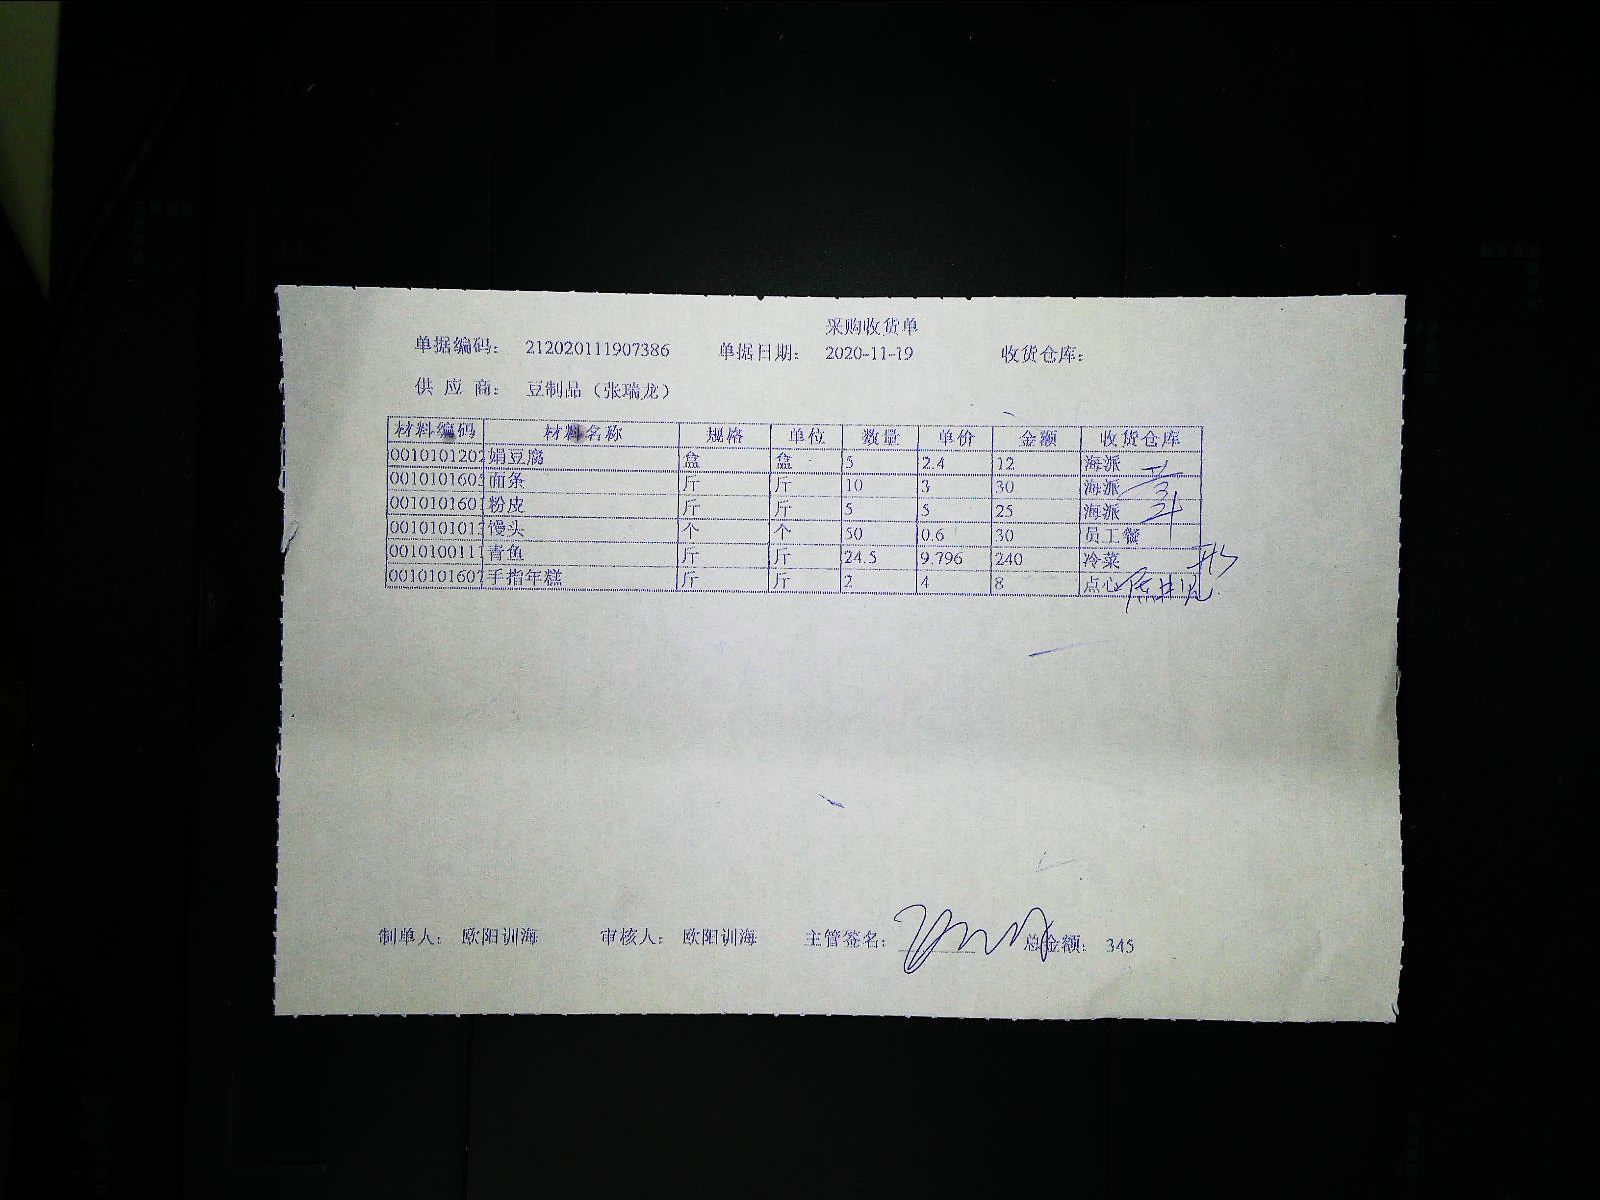 采购收货单
单据编码： 212020111907386 单据日期： 2020-11-19 收货仓库：
供 应 商： 豆制品（张瑞龙）
材料编码 材料名称 规格 单位 数量 单价 金额 收货仓库
0010101202 娟豆腐 盒 盒 5 2.4 12 海派
001010160 面条 斤 斤 10 3 30 海派
001010160 粉皮 斤 斤 5 5 25 海派
001010101 馒头 个 个 50 0.6 30 员工餐
001010011 青鱼 斤 斤 24.5 9.796 240 冷菜
0010101607 手指年糕 斤 斤 2 4 8 点心
制单人： 欧阳训海 审核人： 欧阳训海 主管签名： 总金额： 345